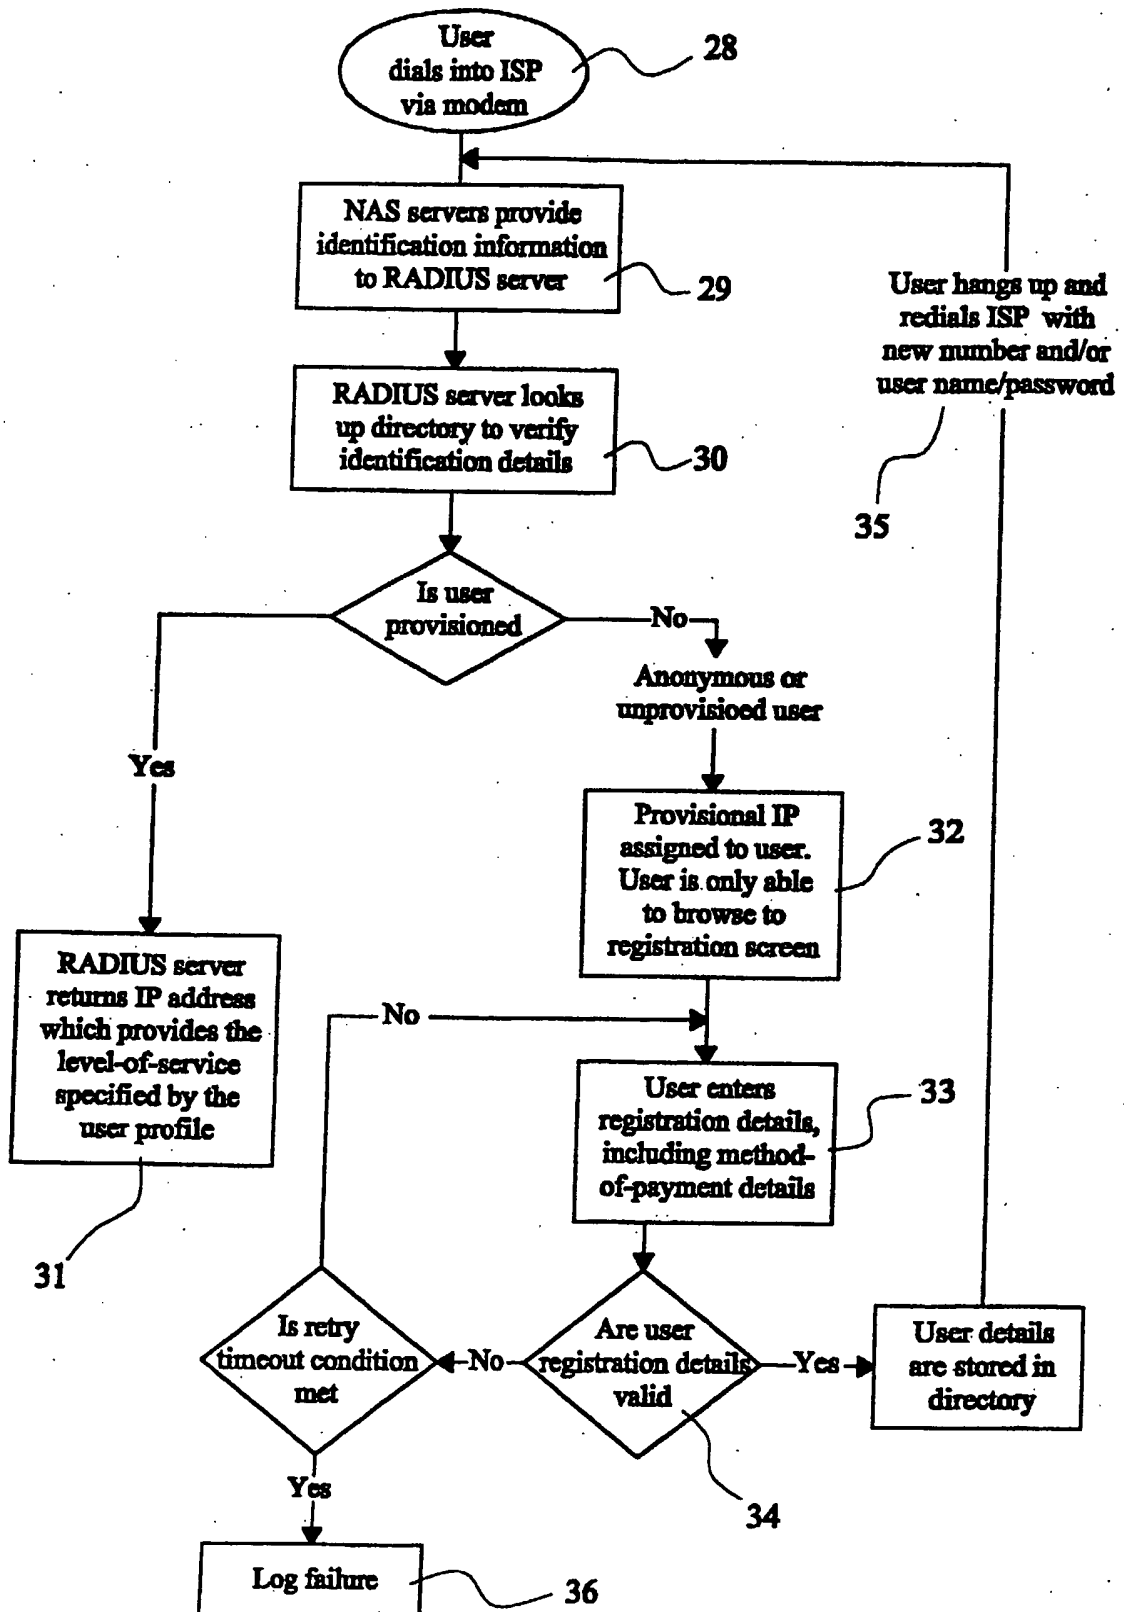 User
dials into ISP
via modem
28
NAS servers provide
identification information
to RADIUS server
29
User hangs up and
redials ISP with
new number and/or
user name/password
35
RADIUS server looks
up directory to verify
identification details
30
Is user
provisioned
No
Anonymous or
unprovisioed user
Yes
Provisional IP
assigned to user.
User is only able
to browse to
registration screen
32
RADIUS server
returns IP address
which provides the
level-of-service
specified by the
user profile
31
No
User enters
registration details,
including method-
of-payment details
33
Is retry
timeout condition
met
No
Are user
registration details
valid
34
Yes
User details
are stored in
directory
Yes
Log failure
36